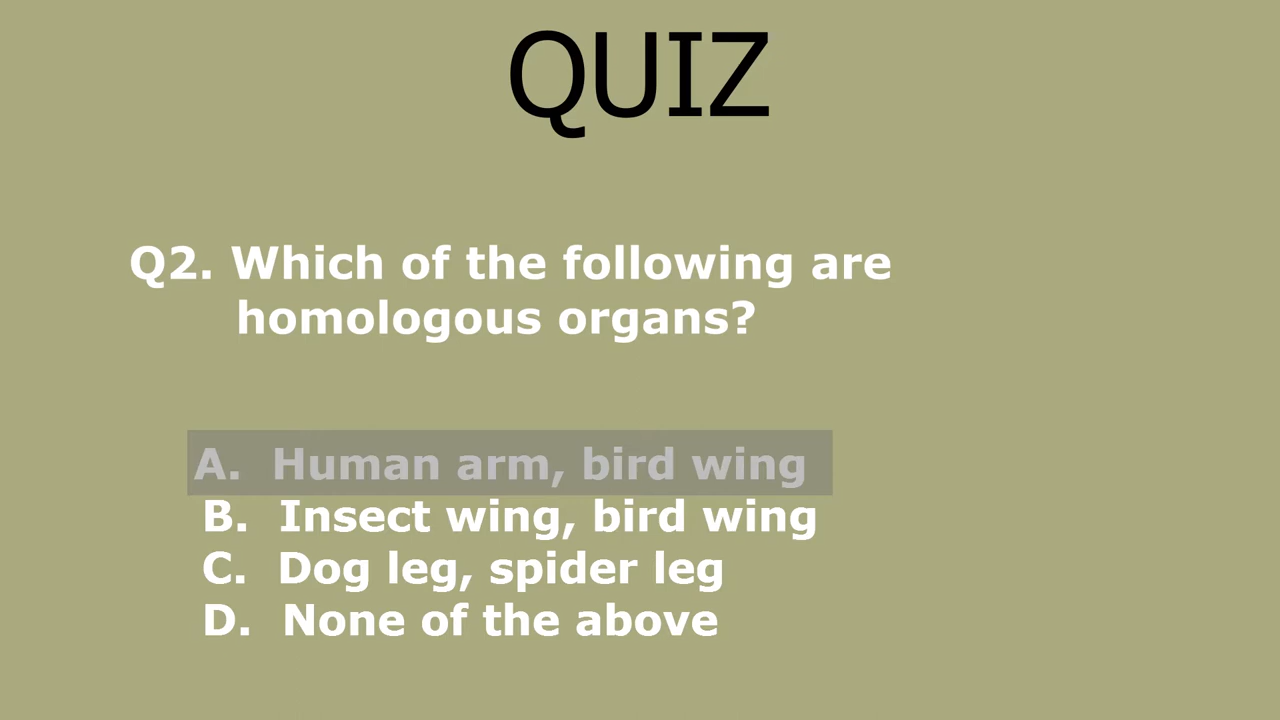 QUIZ
Q2. Which of the following are
homologous organs?
A. Human arm, bird wing
B. Insect wing, bird wing
C. Dog leg, spider leg
D. None of the above